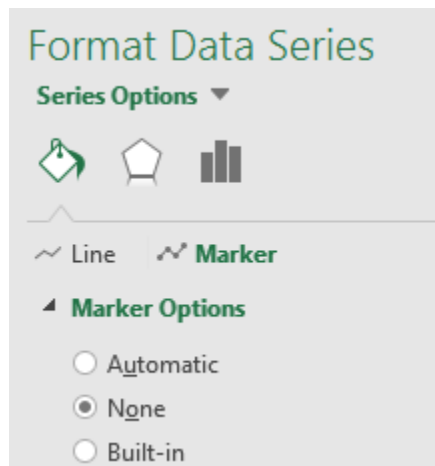 Format Data Series
Series Options
Line Marker
Marker Options
Automatic
None
Built-in